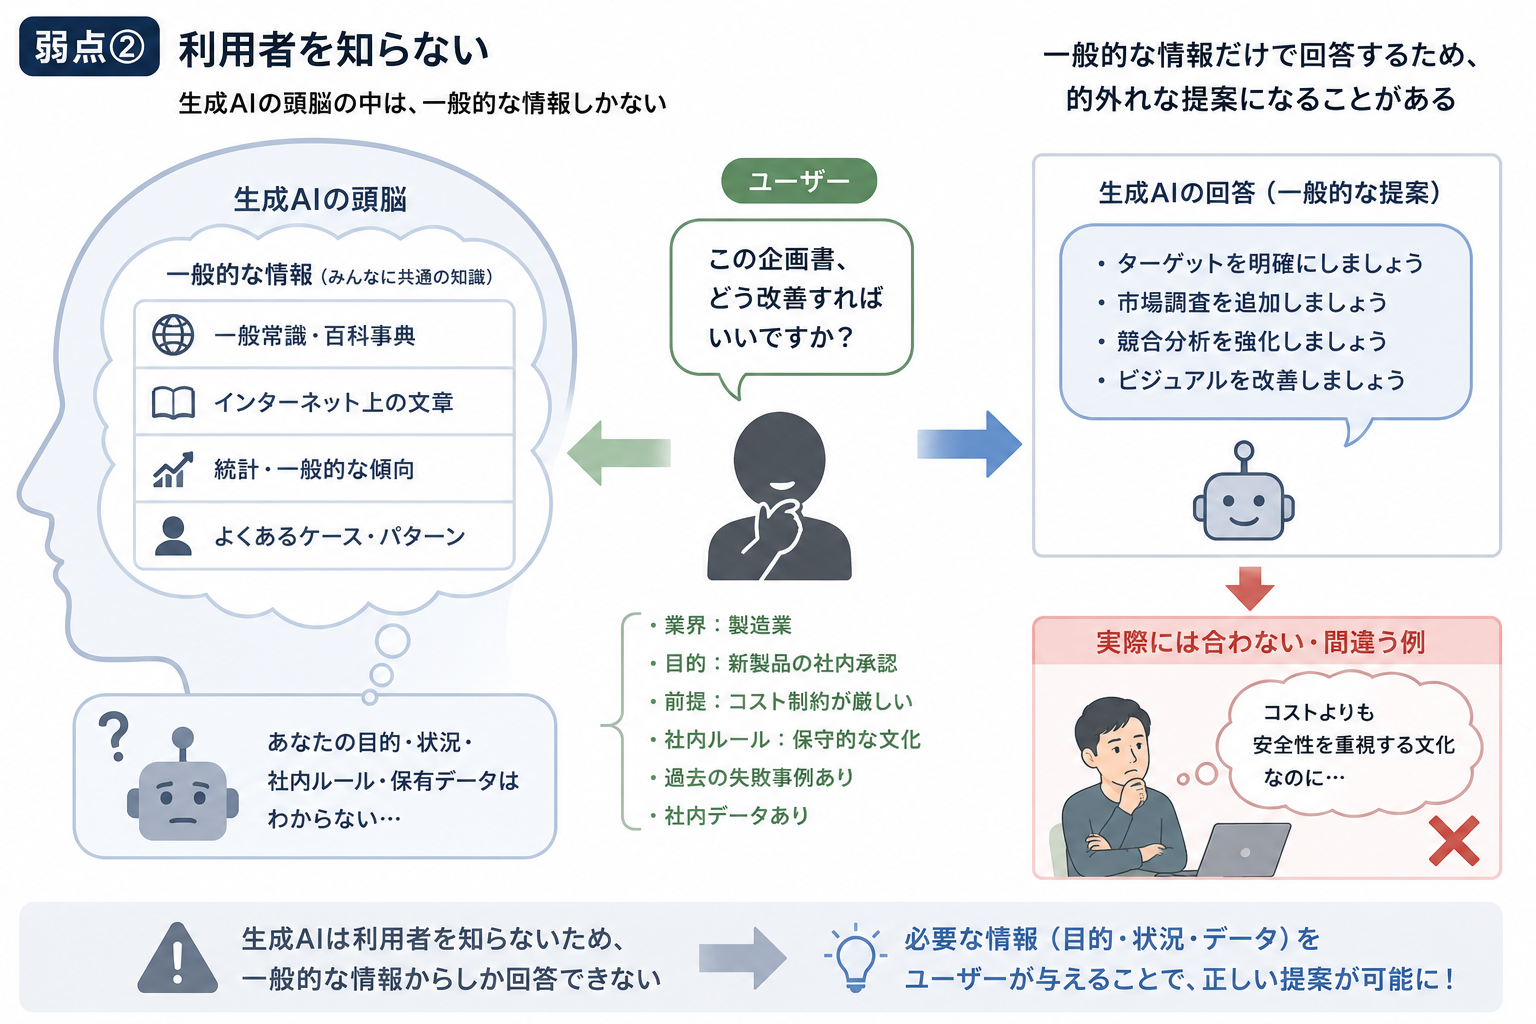 弱点② 利用者を知らない
生成AIの頭脳の中は、一般的な情報しかない
生成AIの頭脳
一般的な情報（みんなに共通の知識）
一般常識・百科事典
インターネット上の文章
統計・一般的な傾向
よくあるケース・パターン
?
あなたの目的・状況・
社内ルール・保有データは
わからない…
ユーザー
この企画書、
どう改善すれば
いいですか？
・業界：製造業
・目的：新製品の社内承認
・前提：コスト制約が厳しい
・社内ルール：保守的な文化
・過去の失敗事例あり
・社内データあり
一般的な情報だけで回答するため、
的外れな提案になることがある
生成AIの回答（一般的な提案）
・ターゲットを明確にしましょう
・市場調査を追加しましょう
・競合分析を強化しましょう
・ビジュアルを改善しましょう
実際には合わない・間違う例
コストよりも
安全性を重視する文化
なのに…
生成AIは利用者を知らないため、
一般的な情報からしか回答できない
必要な情報（目的・状況・データ）を
ユーザーが与えることで、正しい提案が可能に！